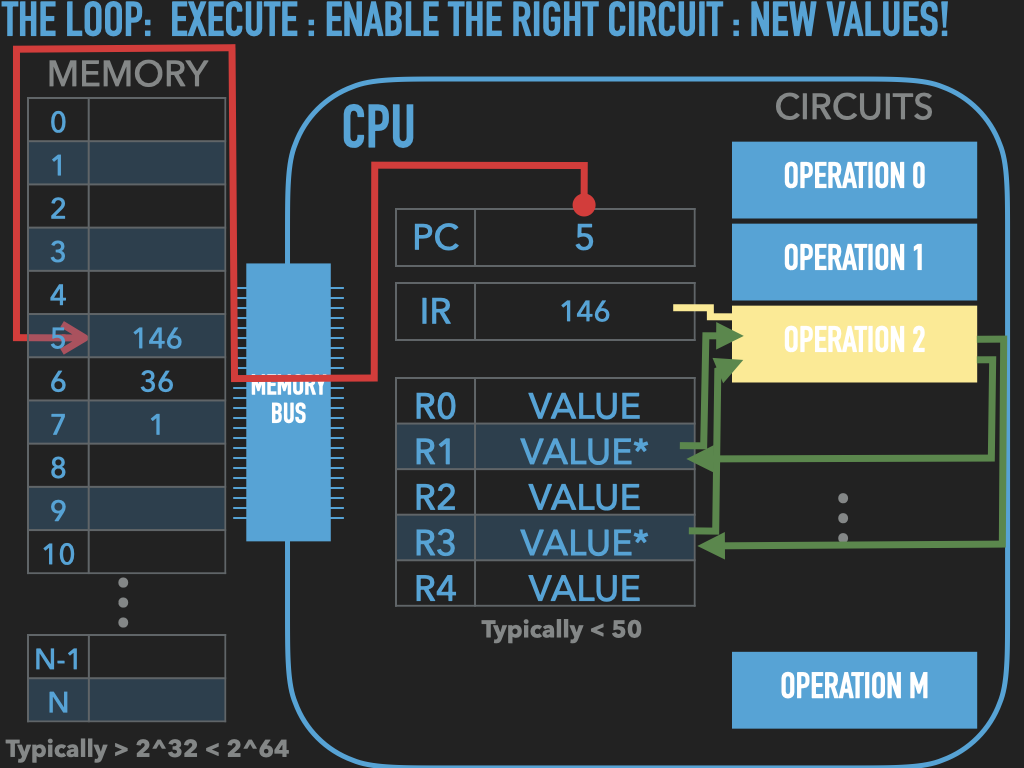 THE LOOP: EXECUTE : ENABLE THE RIGHT CIRCUIT : NEW VALUES!
MEMORY
0
1
2
3
4
5 146
6 36
7 1
8
9
10
N-1
N
Typically > 2^32 < 2^64
MEMORY
BUS
CPU
PC 5
IR 146
R0 VALUE
R1 VALUE*
R2 VALUE
R3 VALUE*
R4 VALUE
Typically < 50
CIRCUITS
OPERATION 0
OPERATION 1
OPERATION 2
OPERATION M